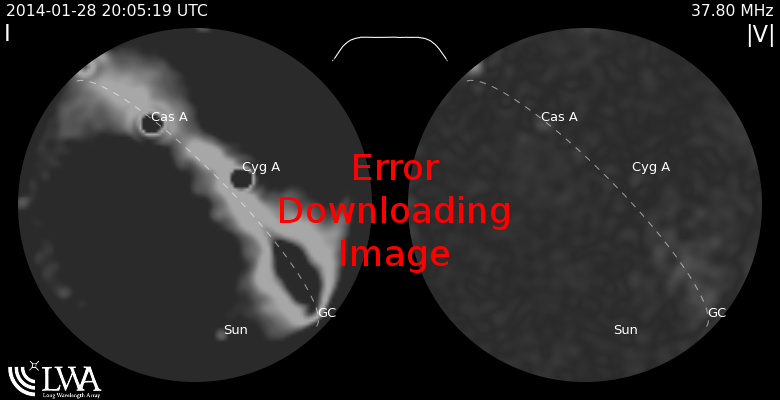 2014-01-28 20:05:19 UTC
37.80 MHz
I
|V|
Cas A
Cas A
Cyg A
Cyg A
Error
Downloading
Image
GC
GC
Sun
Sun
LWA
Long Wavelength Array